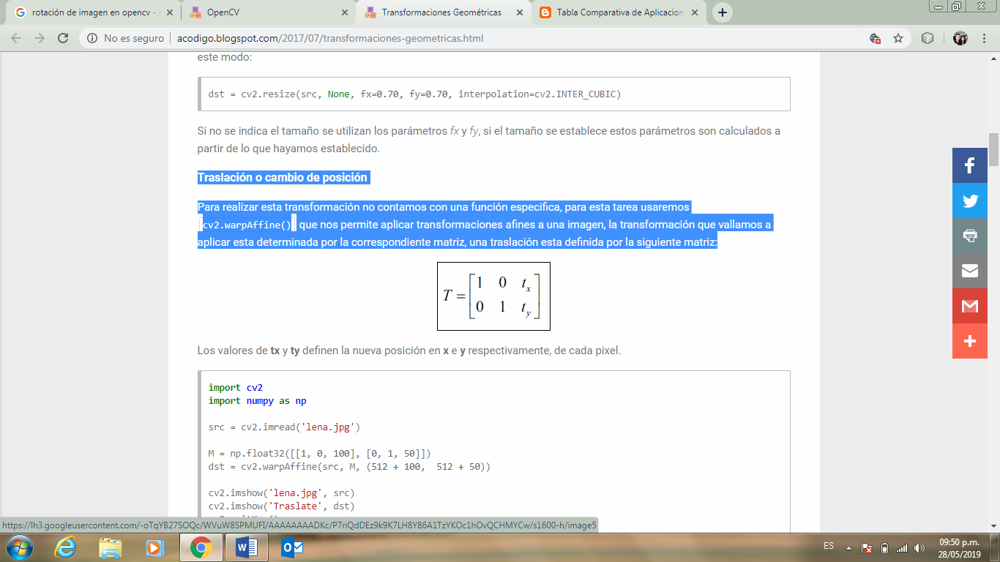 rotación de imagen en opencv -
OpenCV
Transformaciones Geométricas
Tabla Comparativa de Aplicacion
No es seguro
acodigo.blogspot.com/2017/07/transformaciones-geometricas.html
este modo:
dst = cv2.resize(src, None, fx=0.70, fy=0.70, interpolation=cv2.INTER_CUBIC)
Si no se indica el tamaño se utilizan los parámetros fx y fy, si el tamaño se establece estos parámetros son calculados a
partir de lo que hayamos establecido.
Traslación o cambio de posición
Para realizar esta transformación no contamos con una función especifica, para esta tarea usaremos
cv2.warpAffine() que nos permite aplicar transformaciones afines a una imagen, la transformación que vallamos a
aplicar esta determinada por la correspondiente matriz, una traslación esta definida por la siguiente matriz:
T = [1 0 tx
0 1 ty]
Los valores de tx y ty definen la nueva posición en x e y respectivamente, de cada pixel.
import cv2
import numpy as np
src = cv2.imread('lena.jpg')
M = np.float32([[1, 0, 100], [0, 1, 50]])
dst = cv2.warpAffine(src, M, (512 + 100, 512 + 50))
cv2.imshow('lena.jpg', src)
cv2.imshow('Traslate', dst)
https://lh3.googleusercontent.com/-oTqYB27SOQc/WVuW8SPMUFI/AAAAAAAADKc/P7riQdDEz9k9K7LH8Y86A1TzYKOc1hOvQCHMYCw/s1600-h/image5
ES
09:50 p.m.
28/05/2019